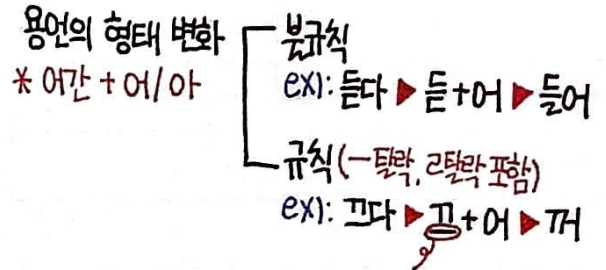 용언의 형태 변화
* 어간 + 어/아
불규칙
ex): 듣다 ▶ 듣+어 ▶ 들어
규칙 (ㅡ탈락, ㄹ탈락 포함)
ex): 끄다 ▶ 끄+어 ▶ 꺼